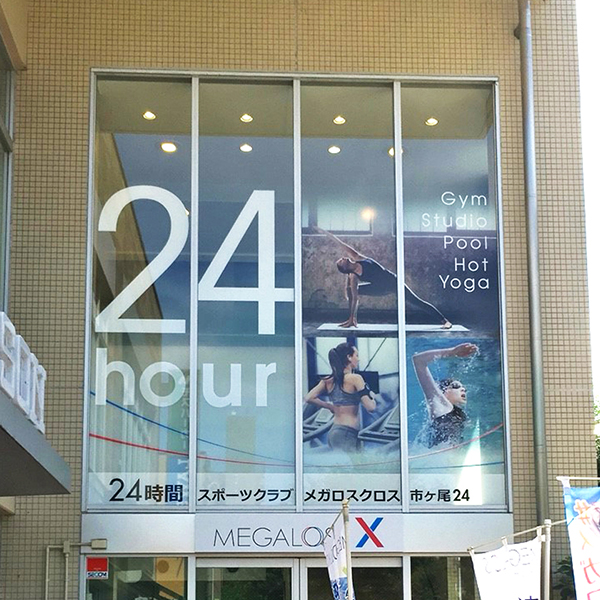 24
hour
Gym
Studio
Pool
Hot
Yoga
24時間 スポーツクラブ メガロスクロス 市ヶ尾24
MEGALOS X
SECOM